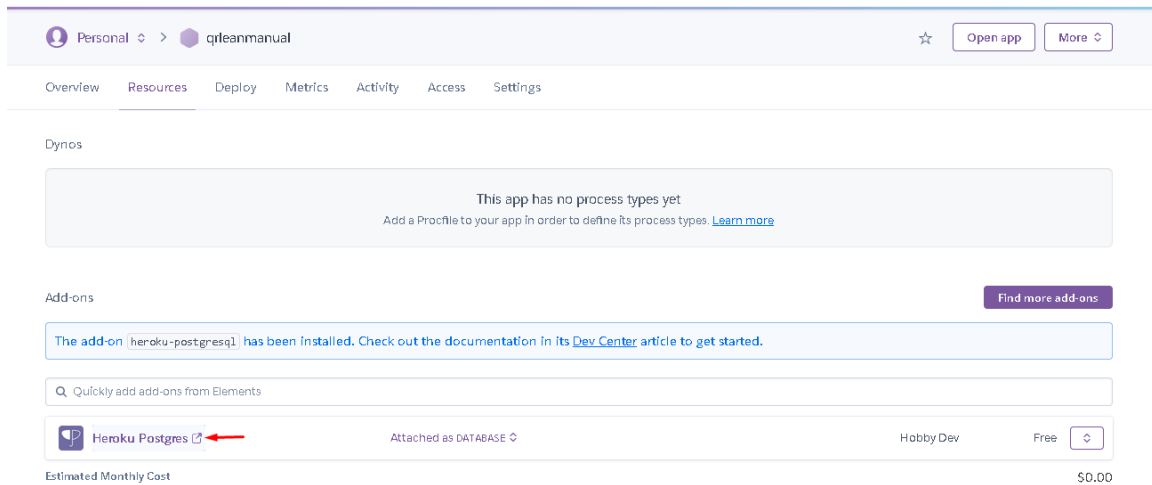 Personal > qrleanmanual Open app More
Overview Resources Deploy Metrics Activity Access Settings
Dynos
This app has no process types yet
Add a Procfile to your app in order to define its process types. Learn more
Add-ons Find more add-ons
The add-on heroku-postgresql has been installed. Check out the documentation in its Dev Center article to get started.
Quickly add add-ons from Elements
Heroku Postgres Attached as DATABASE Hobby Dev Free
Estimated Monthly Cost $0.00